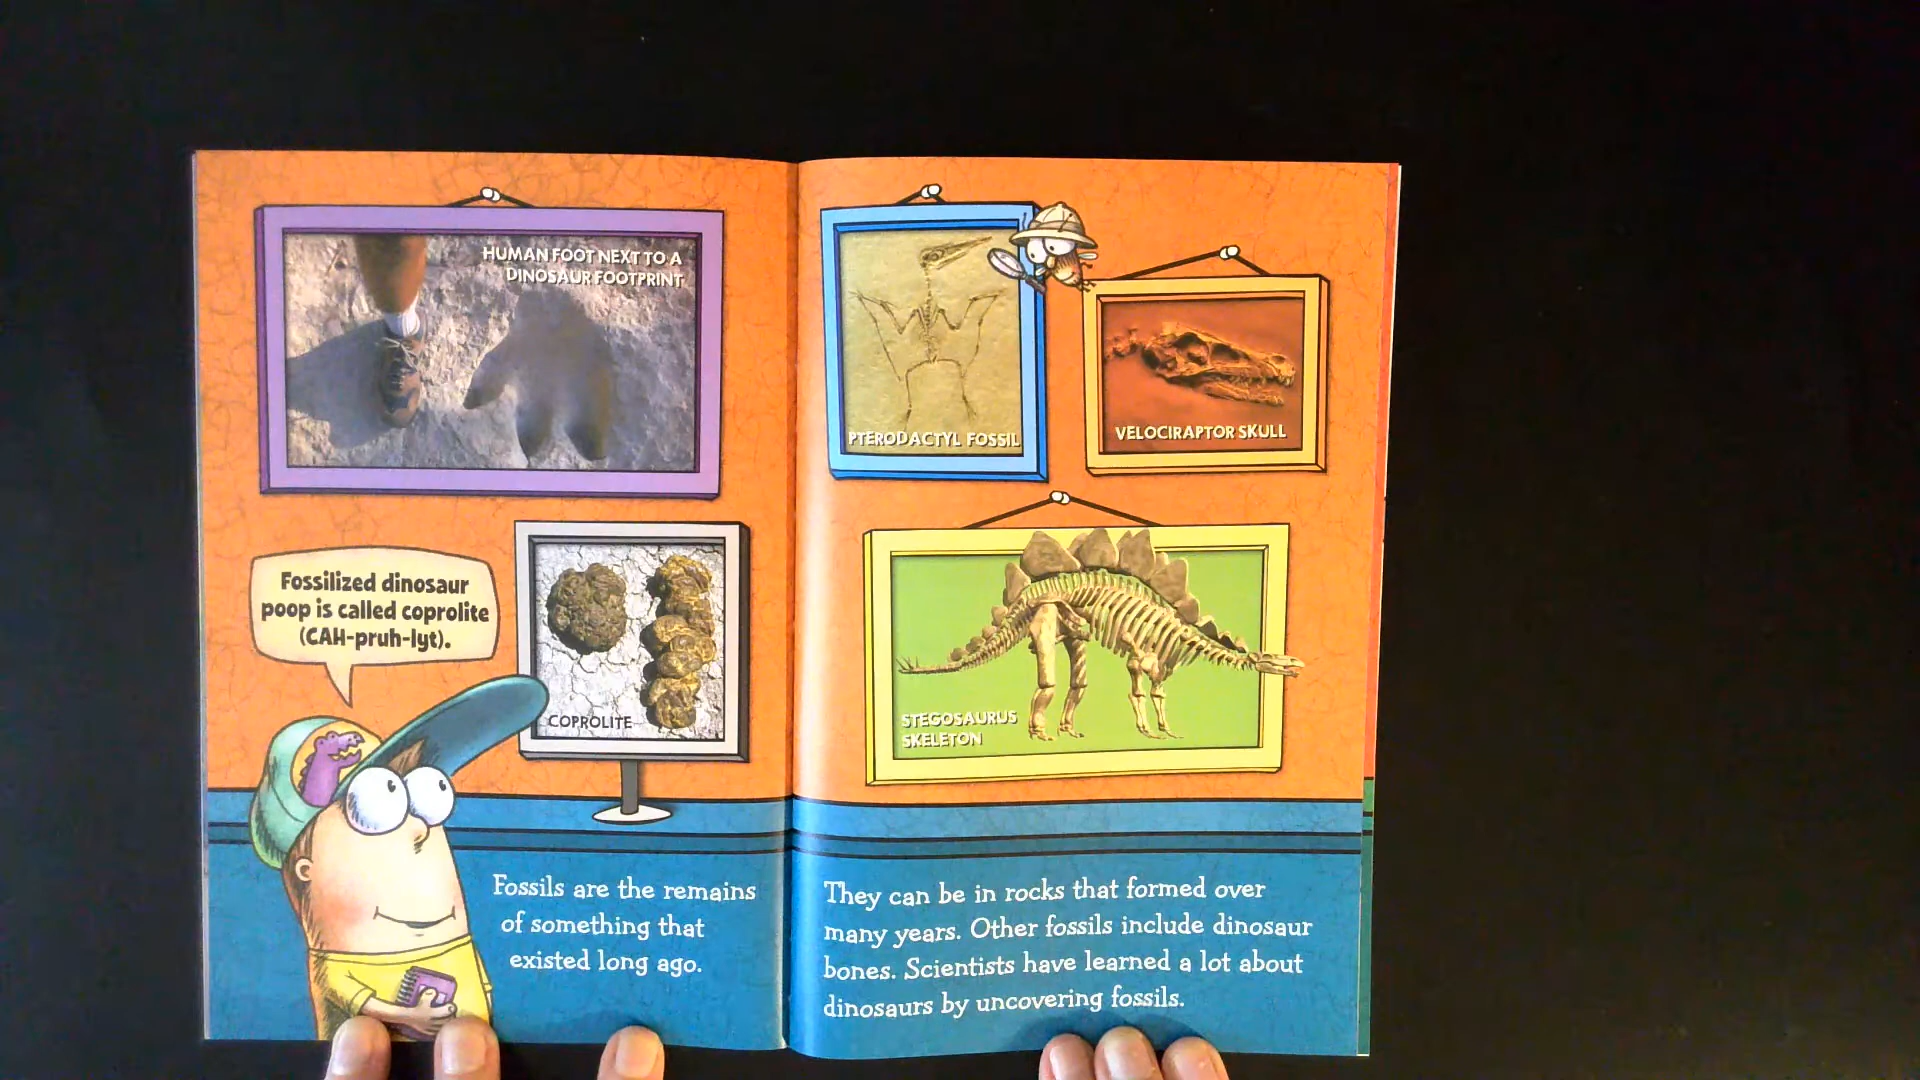 HUMAN FOOT NEXT TO A
DINOSAUR FOOTPRINT
Fossilized dinosaur
poop is called coprolite
(CAH-pruh-lyt).
COPROLITE
Fossils are the remains
of something that
existed long ago.
PTERODACTYL FOSSIL
VELOCIRAPTOR SKULL
STEGOSAURUS
SKELETON
They can be in rocks that formed over
many years. Other fossils include dinosaur
bones. Scientists have learned a lot about
dinosaurs by uncovering fossils.